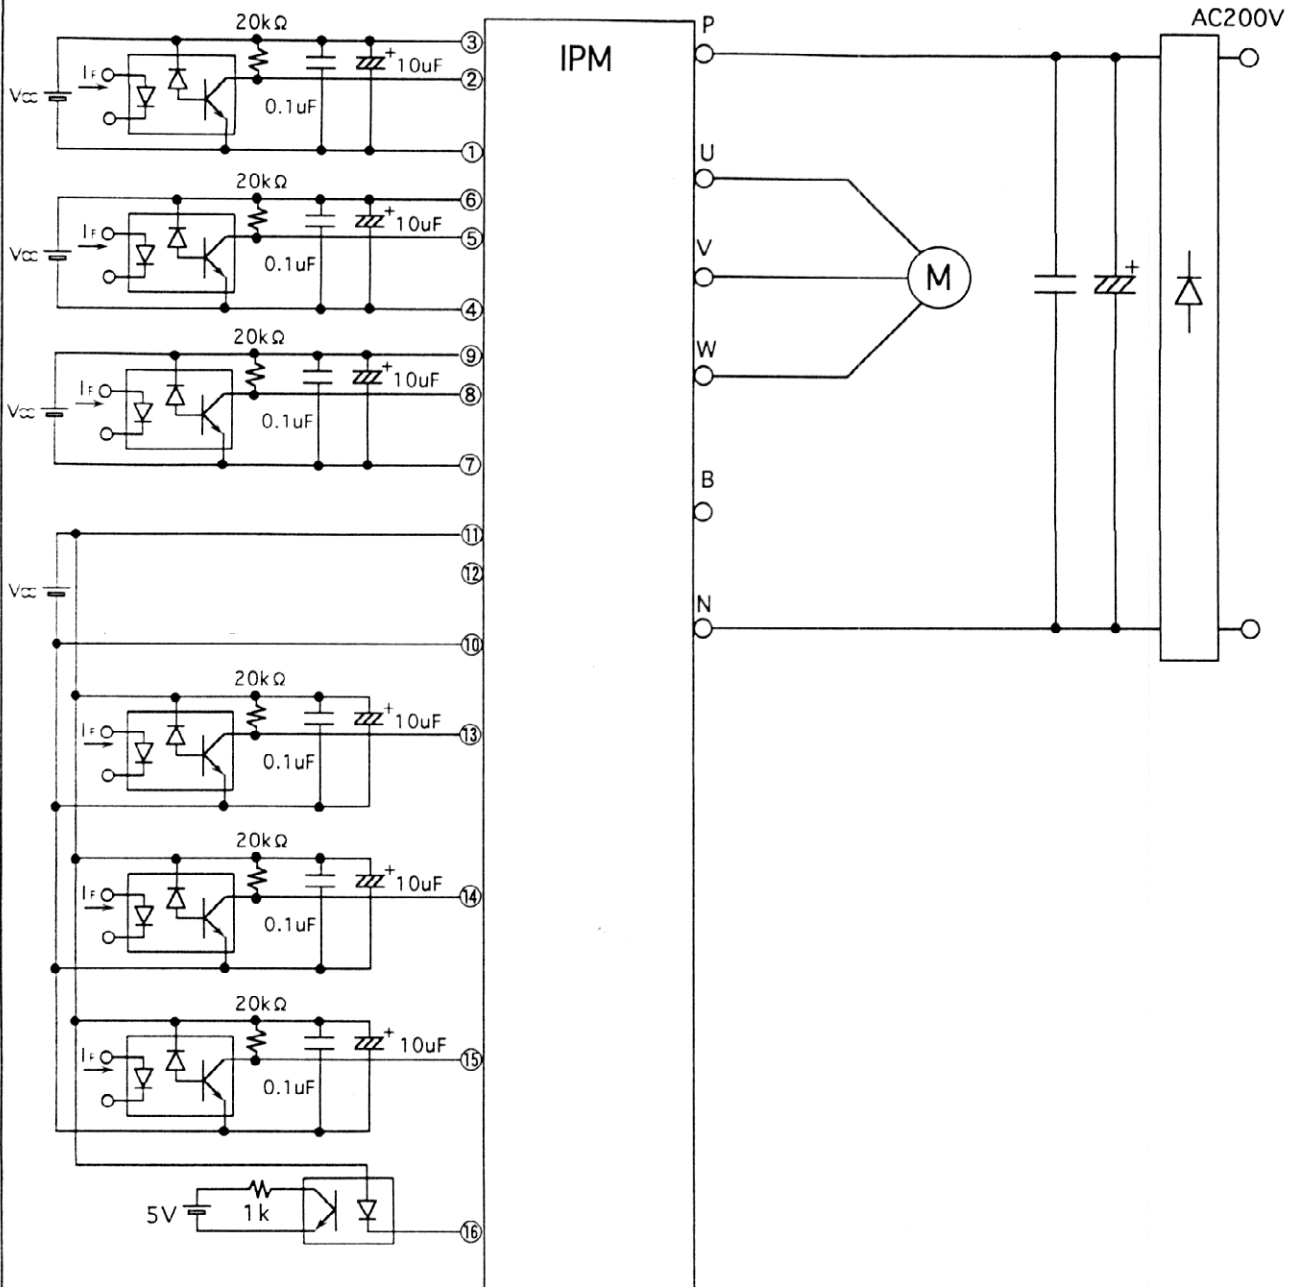 AC200V
IPM
P
20kΩ
③
IF
+
10uF
②
Vcc
0.1uF
①
U
20kΩ
⑥
IF
+
10uF
⑤
Vcc
0.1uF
④
V
M
+
20kΩ
⑨
W
IF
+
10uF
⑧
Vcc
0.1uF
⑦
B
⑪
⑫
Vcc
N
⑩
20kΩ
IF
+
10uF
⑬
0.1uF
20kΩ
IF
+
10uF
⑭
0.1uF
20kΩ
IF
+
10uF
⑮
0.1uF
5V
1k
⑯